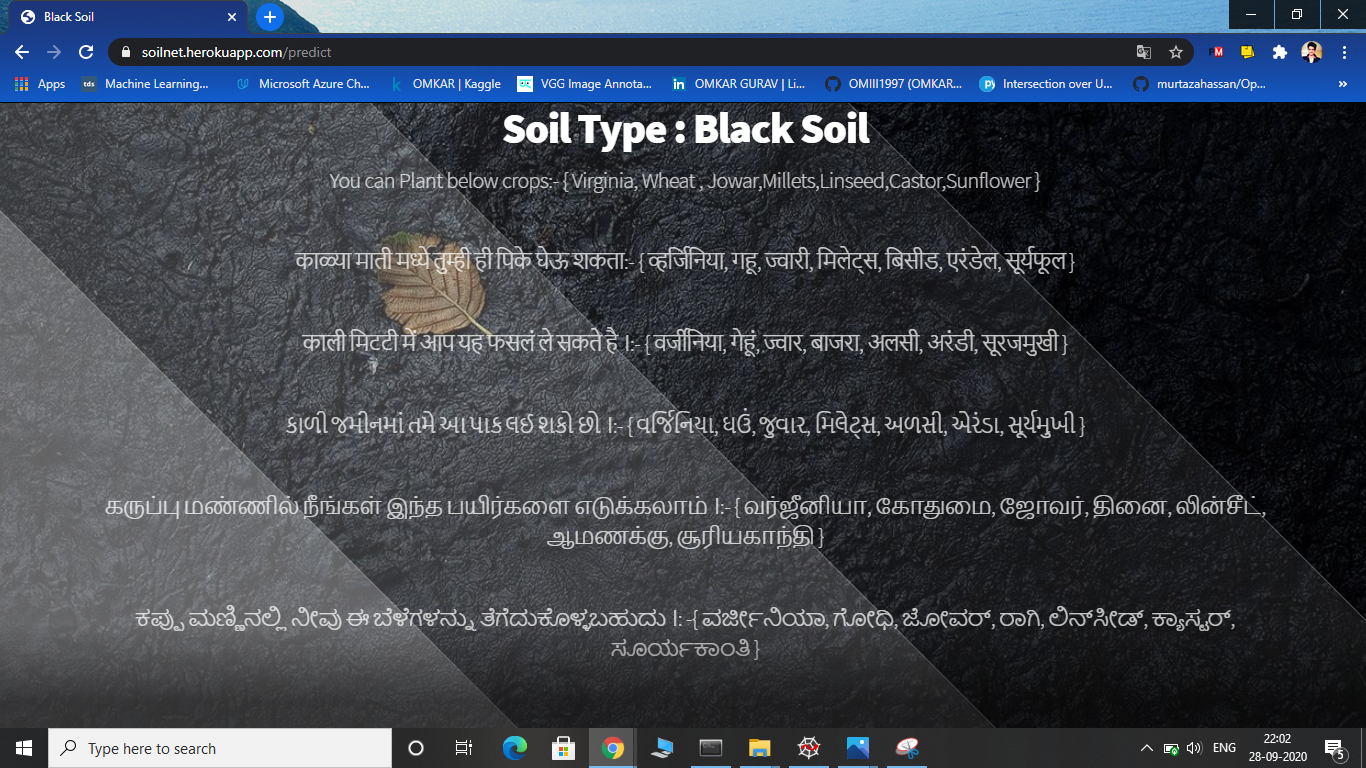 Black Soil
soilnet.herokuapp.com/predict
Apps
Machine Learning...
Microsoft Azure Ch...
OMKAR | Kaggle
VGG Image Annota...
OMKAR GURAV | Li...
OMIII1997 (OMKAR...
Intersection over U...
murtazahassan/Op...
Soil Type : Black Soil
You can Plant below crops:- { Virginia, Wheat , Jowar,Millets,Linseed,Castor,Sunflower }
काळ्या माती मध्ये तुम्ही ही पिके घेऊ शकता:- { व्हर्जिनिया, गहू, ज्वारी, मिलेट्स, बिसीड, एरंडेल, सूर्यफूल }
काली मिटटी में आप यह फसलं ले सकते है ।:- { वर्जीनिया, गेहूं, ज्वार, बाजरा, अलसी, अरंडी, सूरजमुखी }
કાળી જમીનમાં તમે આ પાક લઈ શકો છો ।:- { વર્જિનિયા, ઘઉં, જુવાર, મિલેટ્સ, અળસી, એરંડા, સૂર્યમુખી }
கருப்பு மண்ணில் நீங்கள் இந்த பயிர்களை எடுக்கலாம் ।:- { வர்ஜீனியா, கோதுமை, ஜோவர், தினை, லின்சீட்,
ஆமணக்கு, சூரியகாந்தி }
ಕಪ್ಪು ಮಣ್ಣಿನಲ್ಲಿ ನೀವು ಈ ಬೆಳೆಗಳನ್ನು ತೆಗೆದುಕೊಳ್ಳಬಹುದು ।: -{ ವರ್ಜೀನಿಯಾ, ಗೋಧಿ, ಜೋವರ್, ರಾಗಿ, ಲಿನ್‌ಸೀಡ್, ಕ್ಯಾಸ್ಟರ್,
ಸೂರ್ಯಕಾಂತಿ }
Type here to search
ENG
22:02
28-09-2020
5